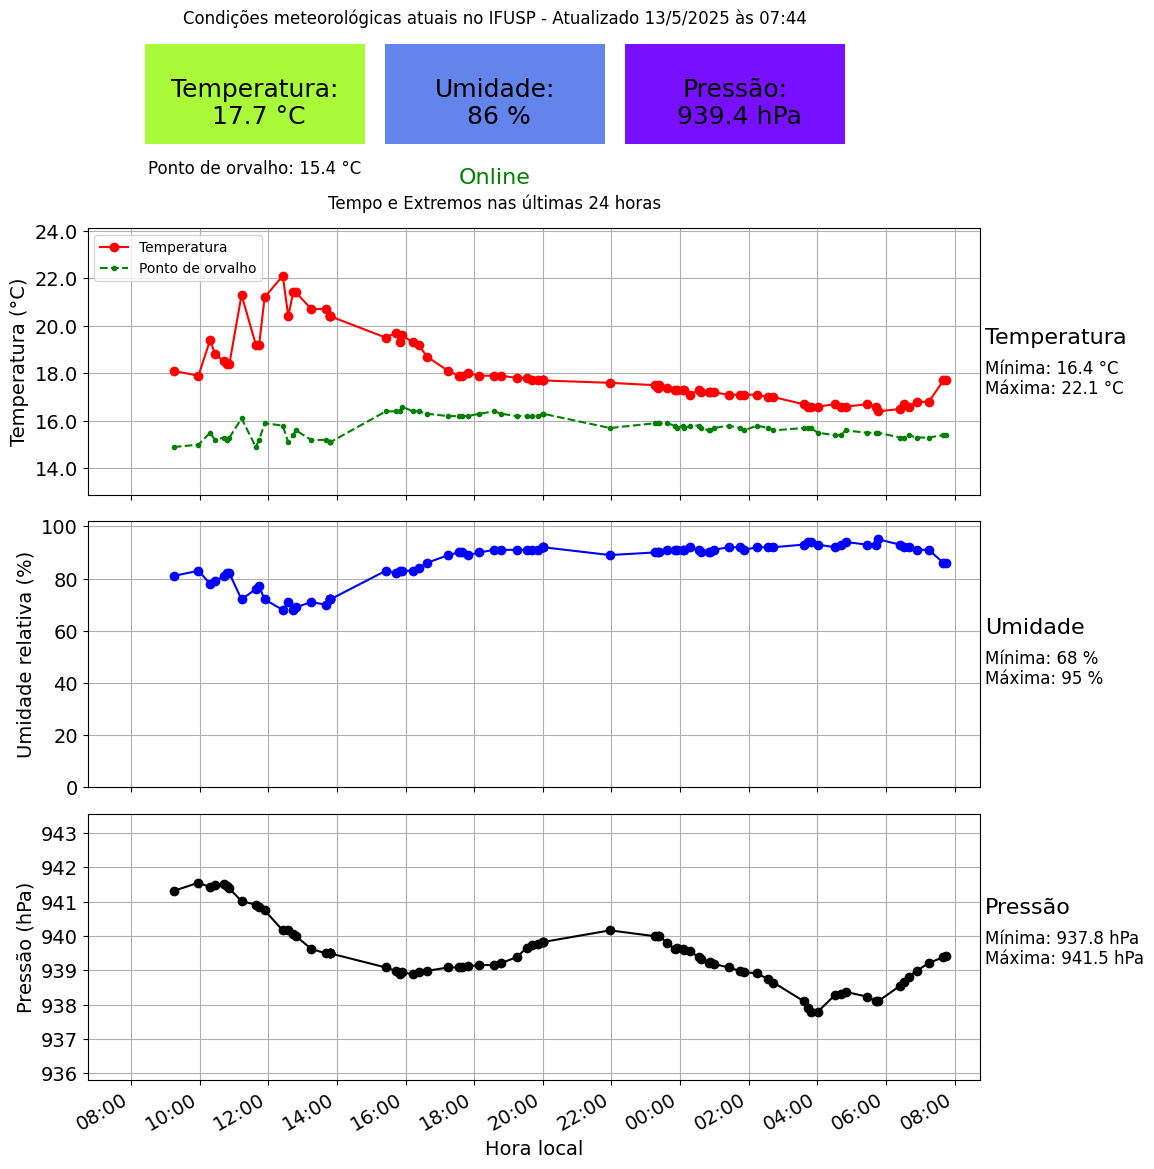 Condições meteorológicas atuais no IFUSP - Atualizado 13/5/2025 às 07:44
Temperatura:
17.7 °C
Umidade:
86 %
Pressão:
939.4 hPa
Ponto de orvalho: 15.4 °C
Online
Tempo e Extremos nas últimas 24 horas
Temperatura (°C)
24.0
22.0
20.0
18.0
16.0
14.0
Temperatura
Ponto de orvalho
Temperatura
Mínima: 16.4 °C
Máxima: 22.1 °C
Umidade relativa (%)
100
80
60
40
20
0
Umidade
Mínima: 68 %
Máxima: 95 %
Pressão (hPa)
943
942
941
940
939
938
937
936
Pressão
Mínima: 937.8 hPa
Máxima: 941.5 hPa
08:00
10:00
12:00
14:00
16:00
18:00
20:00
22:00
00:00
02:00
04:00
06:00
08:00
Hora local